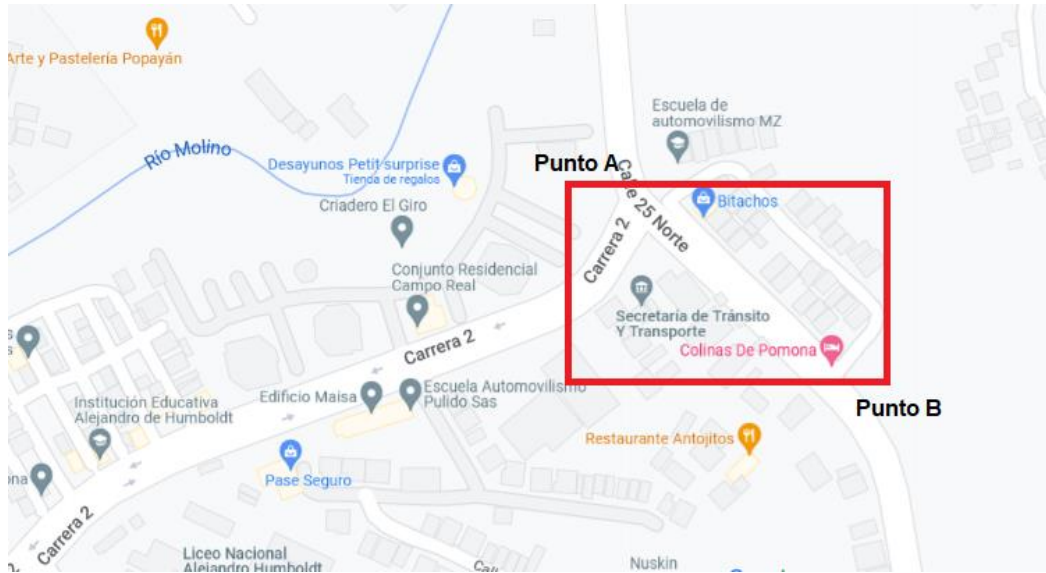 Arte y Pastelería Popayán
Río Molino
Desayunos Petit surprise
Tienda de regalos
Criadero El Giro
Conjunto Residencial
Campo Real
Escuela de
automovilismo MZ
Punto A
Calle 25 Norte
Bitachos
Carrera 2
Secretaría de Tránsito
Y Transporte
Colinas De Pomona
Punto B
Carrera 2
Edificio Maisa
Escuela Automovilismo
Pulido Sas
Institución Educativa
Alejandro de Humboldt
Restaurante Antojitos
Pase Seguro
Carrera 2
Liceo Nacional
Alejandro Humboldt
Nuskin